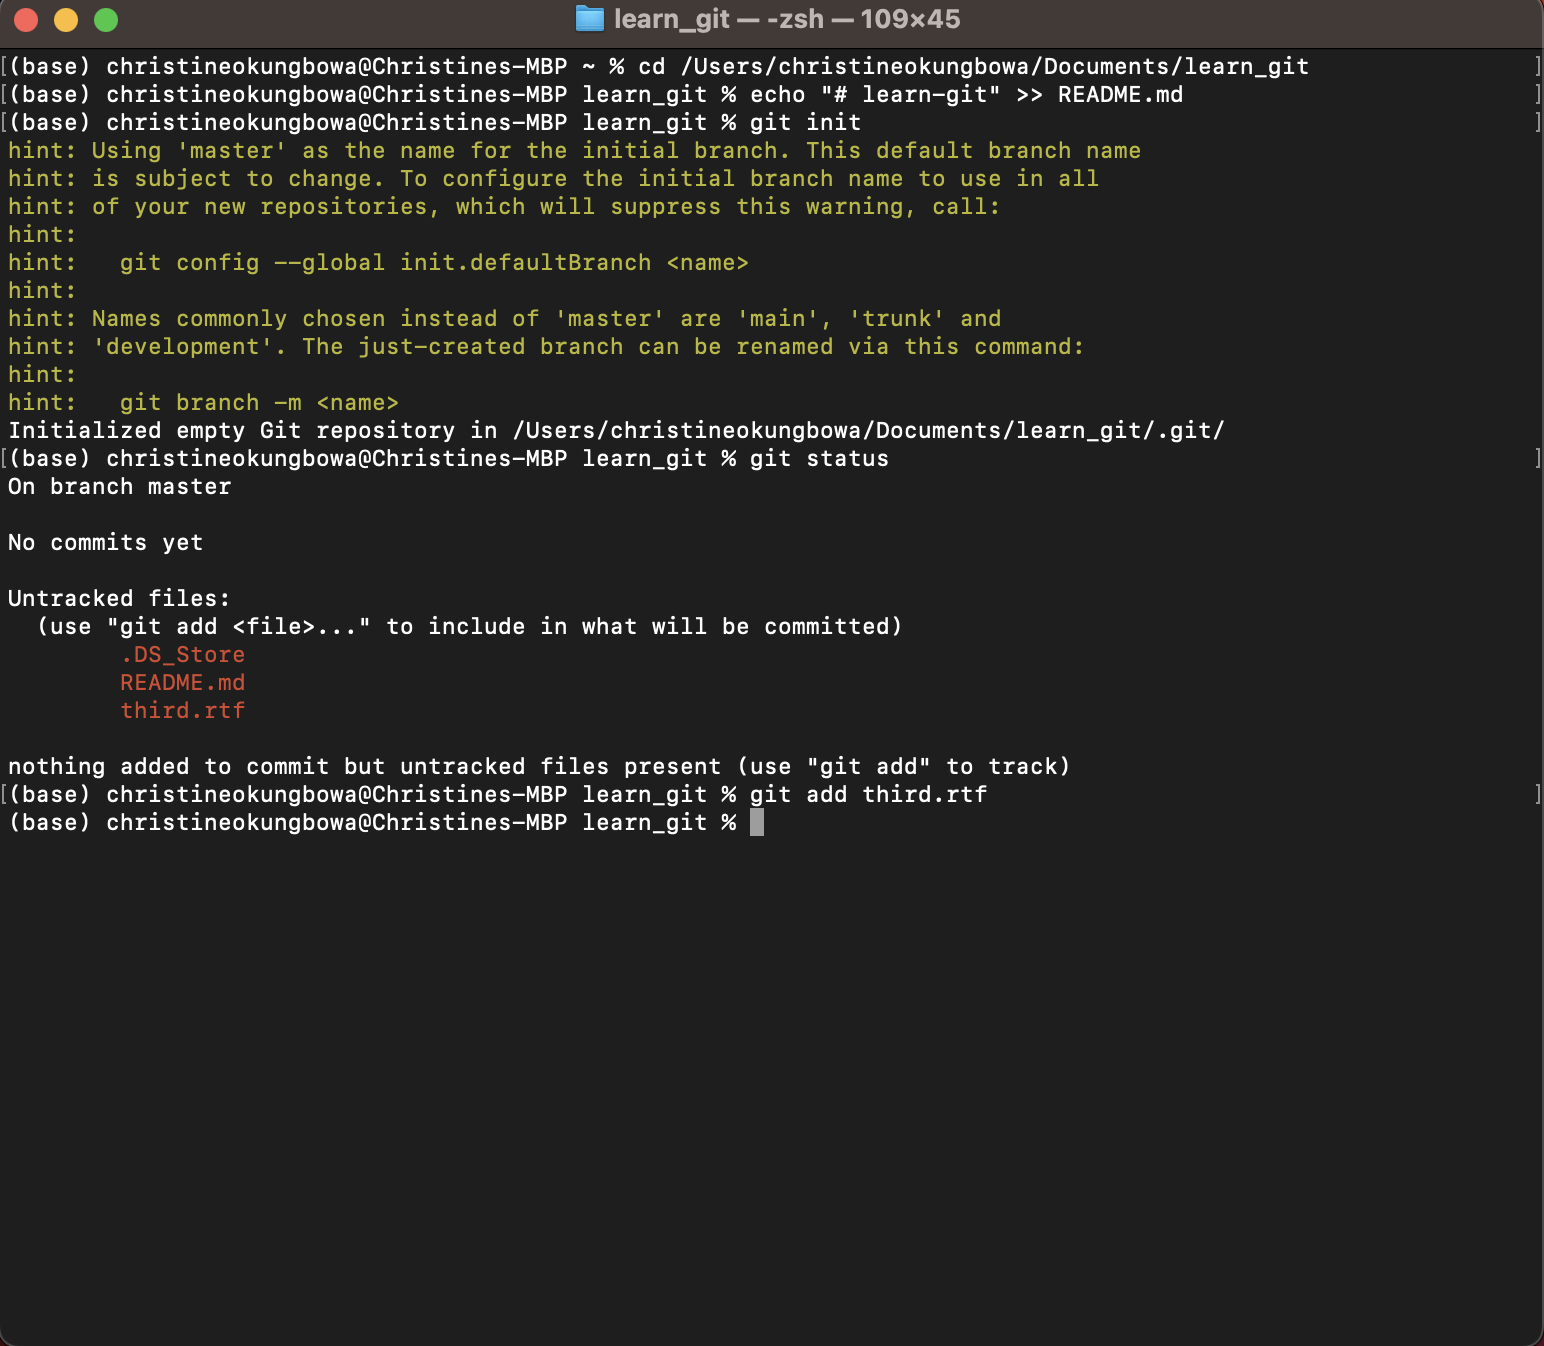 learn_git — -zsh — 109×45
[(base) christineokungbowa@Christines-MBP ~ % cd /Users/christineokungbowa/Documents/learn_git ]
[(base) christineokungbowa@Christines-MBP learn_git % echo "# learn-git" >> README.md ]
[(base) christineokungbowa@Christines-MBP learn_git % git init ]
hint: Using 'master' as the name for the initial branch. This default branch name
hint: is subject to change. To configure the initial branch name to use in all
hint: of your new repositories, which will suppress this warning, call:
hint:
hint:   git config --global init.defaultBranch <name>
hint:
hint: Names commonly chosen instead of 'master' are 'main', 'trunk' and
hint: 'development'. The just-created branch can be renamed via this command:
hint:
hint:   git branch -m <name>
Initialized empty Git repository in /Users/christineokungbowa/Documents/learn_git/.git/
[(base) christineokungbowa@Christines-MBP learn_git % git status ]
On branch master
No commits yet
Untracked files:
  (use "git add <file>..." to include in what will be committed)
        .DS_Store
        README.md
        third.rtf
nothing added to commit but untracked files present (use "git add" to track)
[(base) christineokungbowa@Christines-MBP learn_git % git add third.rtf ]
(base) christineokungbowa@Christines-MBP learn_git %